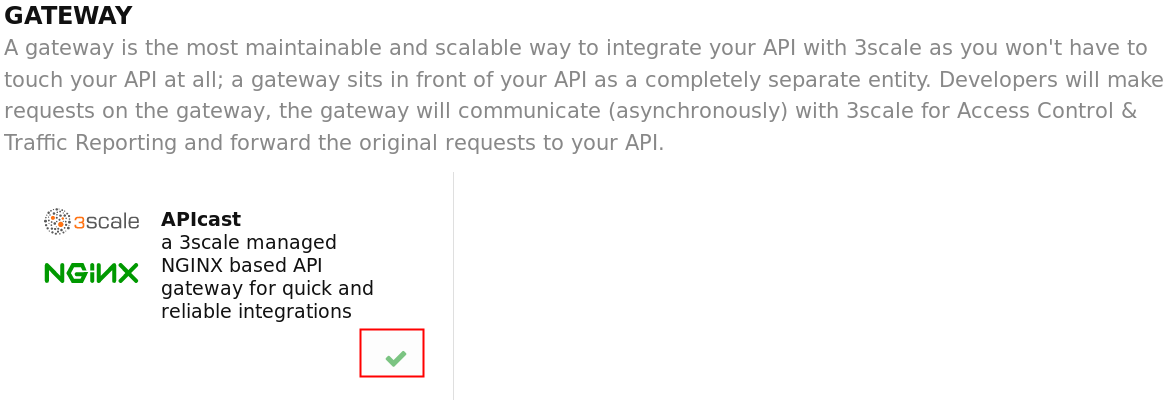 GATEWAY
A gateway is the most maintainable and scalable way to integrate your API with 3scale as you won't have to
touch your API at all; a gateway sits in front of your API as a completely separate entity. Developers will make
requests on the gateway, the gateway will communicate (asynchronously) with 3scale for Access Control &
Traffic Reporting and forward the original requests to your API.
3scale
NGINX
APIcast
a 3scale managed
NGINX based API
gateway for quick and
reliable integrations